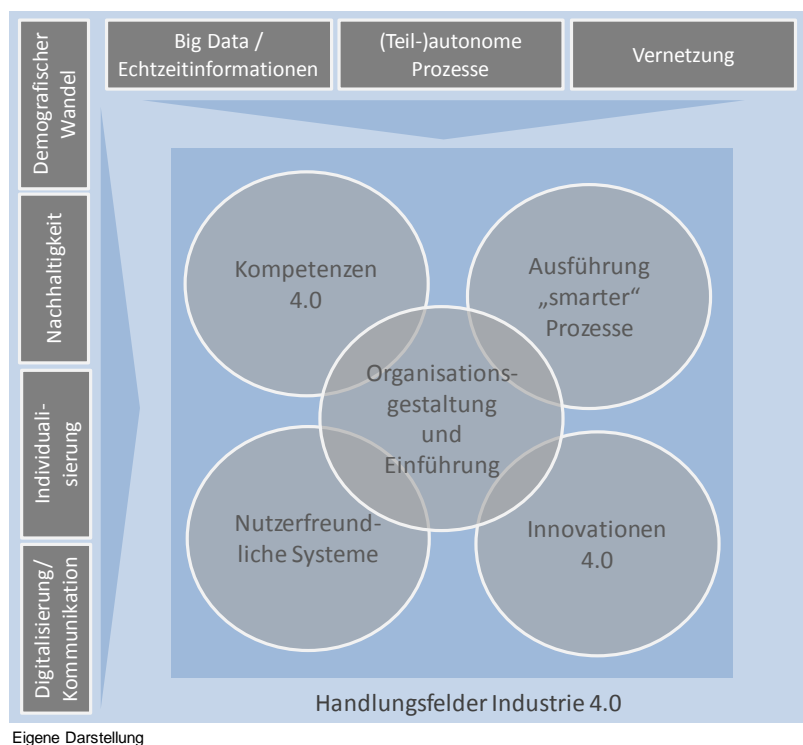 Big Data /
Echtzeitinformationen
(Teil-)autonome
Prozesse
Vernetzung
Demografischer
Wandel
Nachhaltigkeit
Individuali-
sierung
Digitalisierung/
Kommunikation
Kompetenzen
4.0
Ausführung
„smarter“
Prozesse
Organisations-
gestaltung
und
Einführung
Nutzerfreund-
liche Systeme
Innovationen
4.0
Handlungsfelder Industrie 4.0
Eigene Darstellung